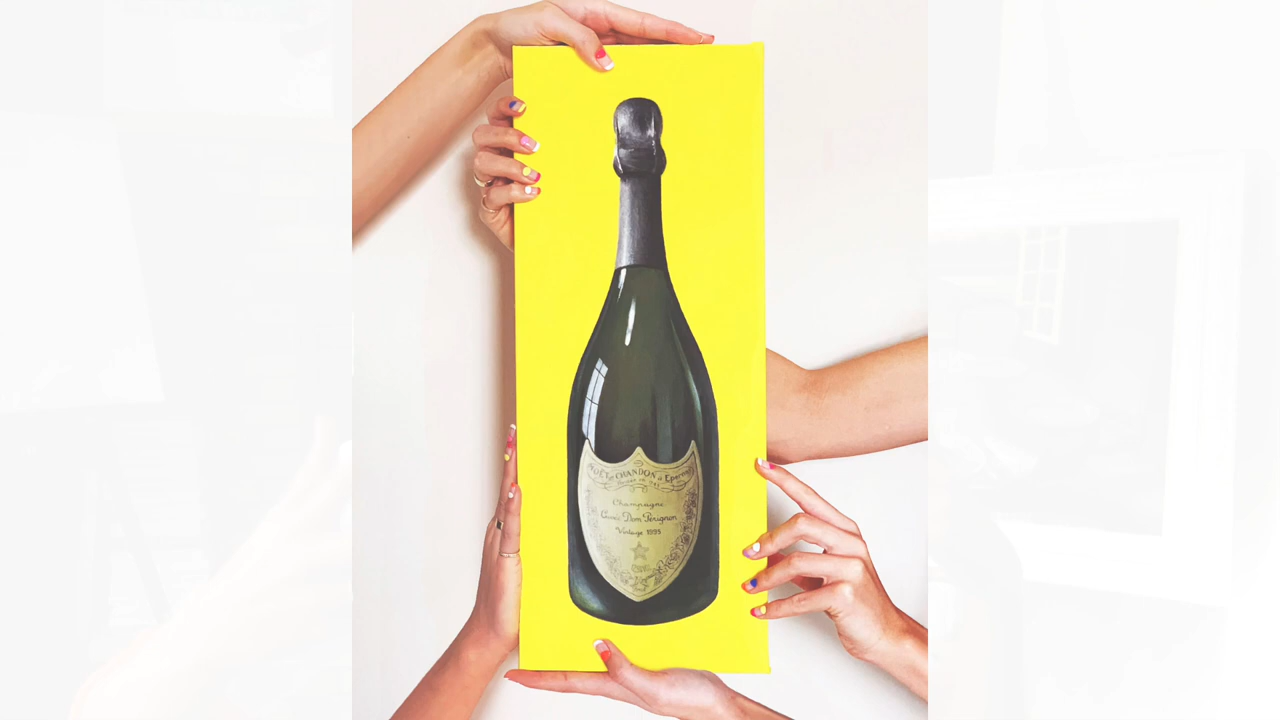 MOËT et CHANDON à Epernay
Champagne
Cuvée Dom Pérignon
Vintage 1995